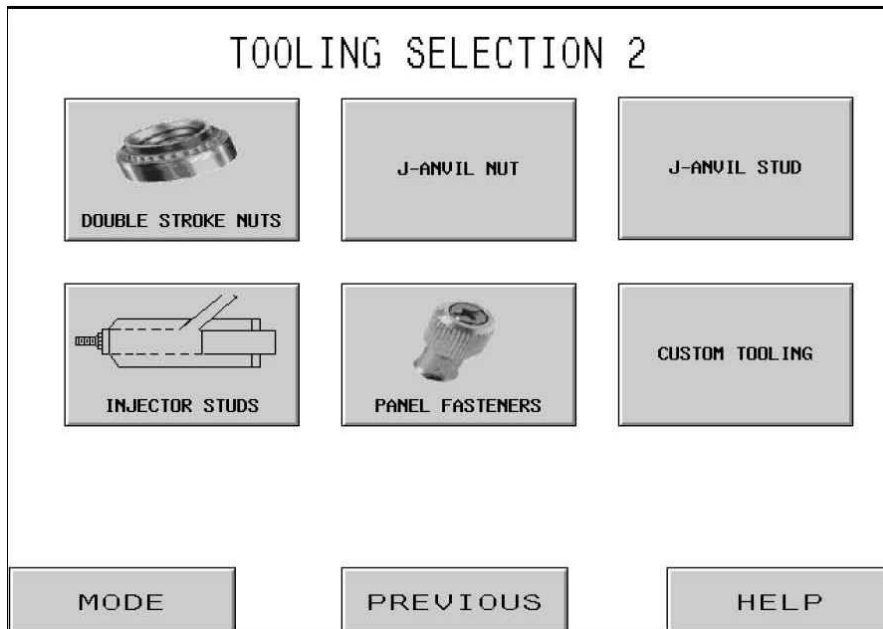 TOOLING SELECTION 2
DOUBLE STROKE NUTS
J-ANVIL NUT
J-ANVIL STUD
INJECTOR STUDS
PANEL FASTENERS
CUSTOM TOOLING
MODE
PREVIOUS
HELP